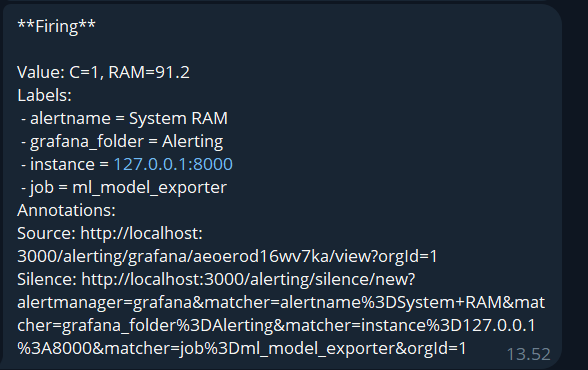 **Firing**
Value: C=1, RAM=91.2
Labels:
- alertname = System RAM
- grafana_folder = Alerting
- instance = 127.0.0.1:8000
- job = ml_model_exporter
Annotations:
Source: http://localhost:
3000/alerting/grafana/aeoerod16wv7ka/view?orgId=1
Silence: http://localhost:3000/alerting/silence/new?
alertmanager=grafana&matcher=alertname%3DSystem+RAM&mat
cher=grafana_folder%3DAlerting&matcher=instance%3D127.0.0.1
%3A8000&matcher=job%3Dml_model_exporter&orgId=1
13.52